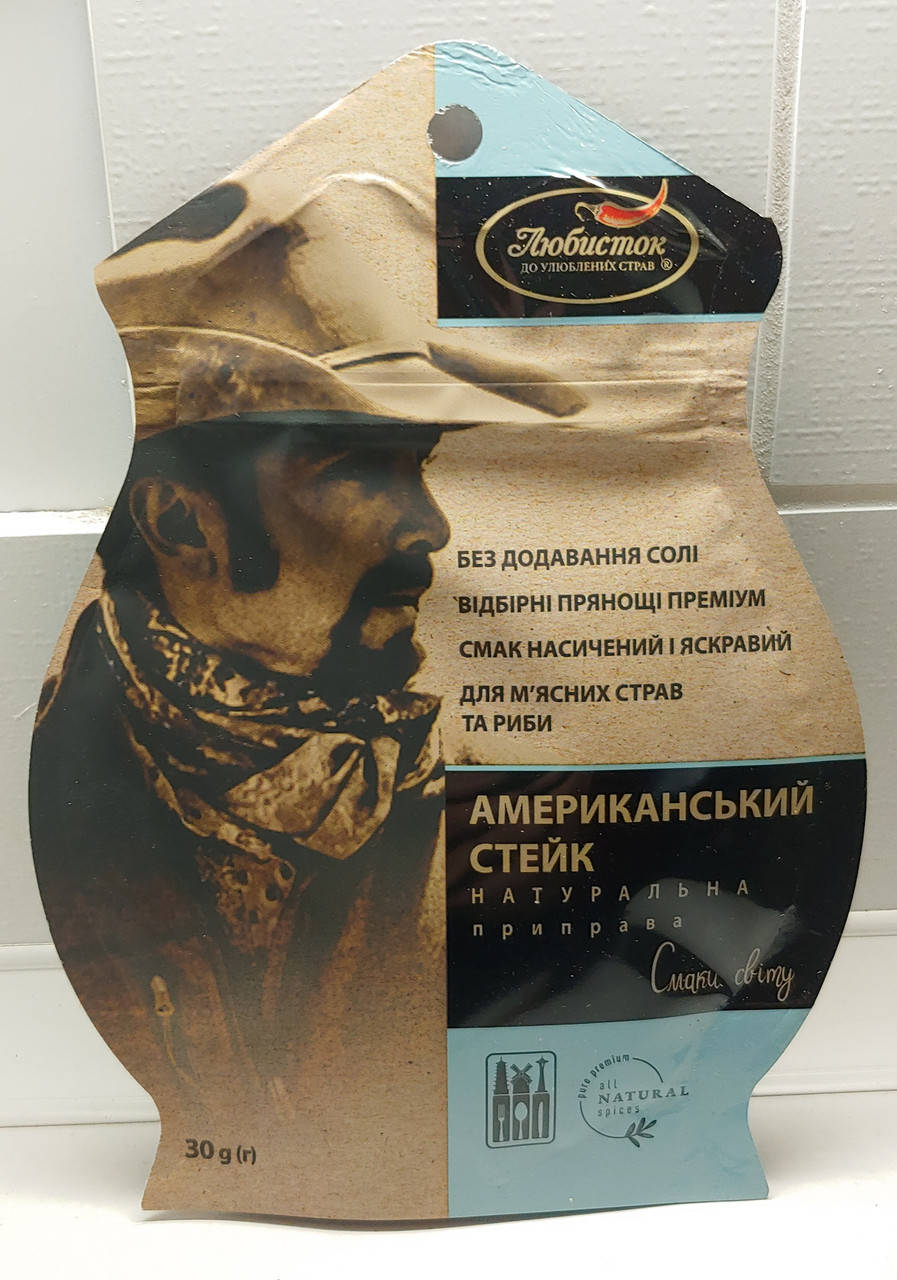 Любисток
ДО УЛЮБЛЕНИХ СТРАВ ®
БЕЗ ДОДАВАННЯ СОЛІ
ВІДБІРНІ ПРЯНОЩІ ПРЕМІУМ
СМАК НАСИЧЕНИЙ І ЯСКРАВИЙ
ДЛЯ М'ЯСНИХ СТРАВ
ТА РИБИ
АМЕРИКАНСЬКИЙ
СТЕЙК
НАТУРАЛЬНА
приправа
Смаки світу
pure premium
all
NATURAL
spices
30 g (г)